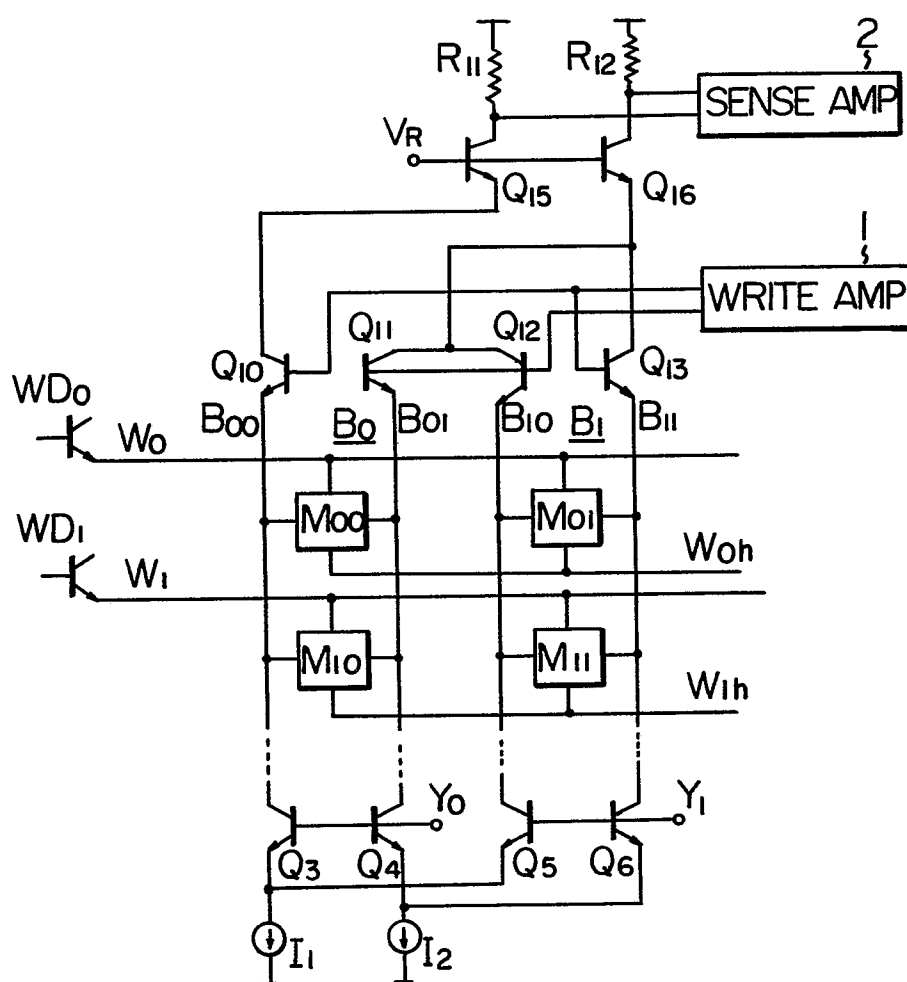 2
R11
R12
SENSE AMP
VR
Q15
Q16
1
WRITE AMP
Q11
Q12
Q10
Q13
WD0
B00
B0
B01
B10
B1
B11
W0
M00
M01
WD1
W0h
W1
M10
M11
W1h
Y0
Y1
Q3
Q4
Q5
Q6
I1
I2